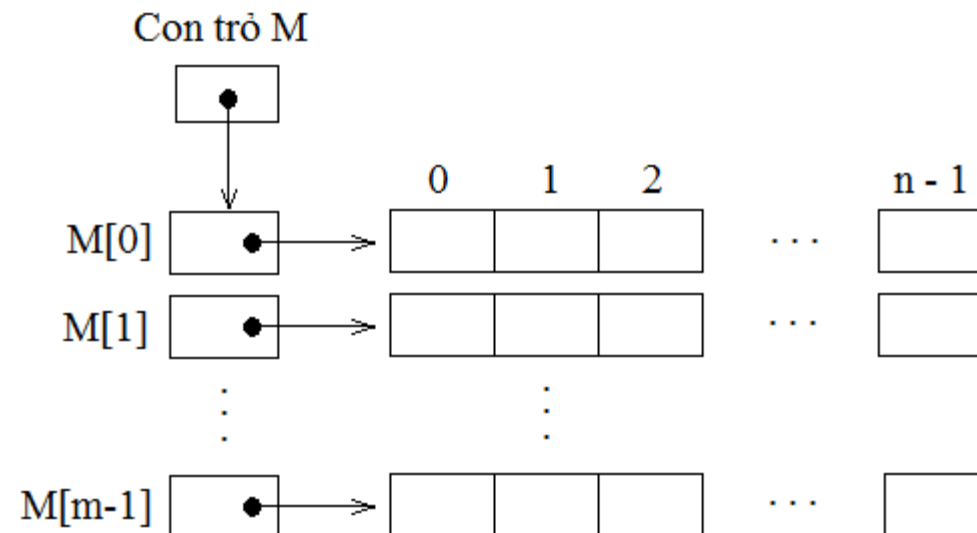 Con trỏ M
0 1 2 n - 1
M[0] . . .
M[1] . . .
M[m-1] . . .